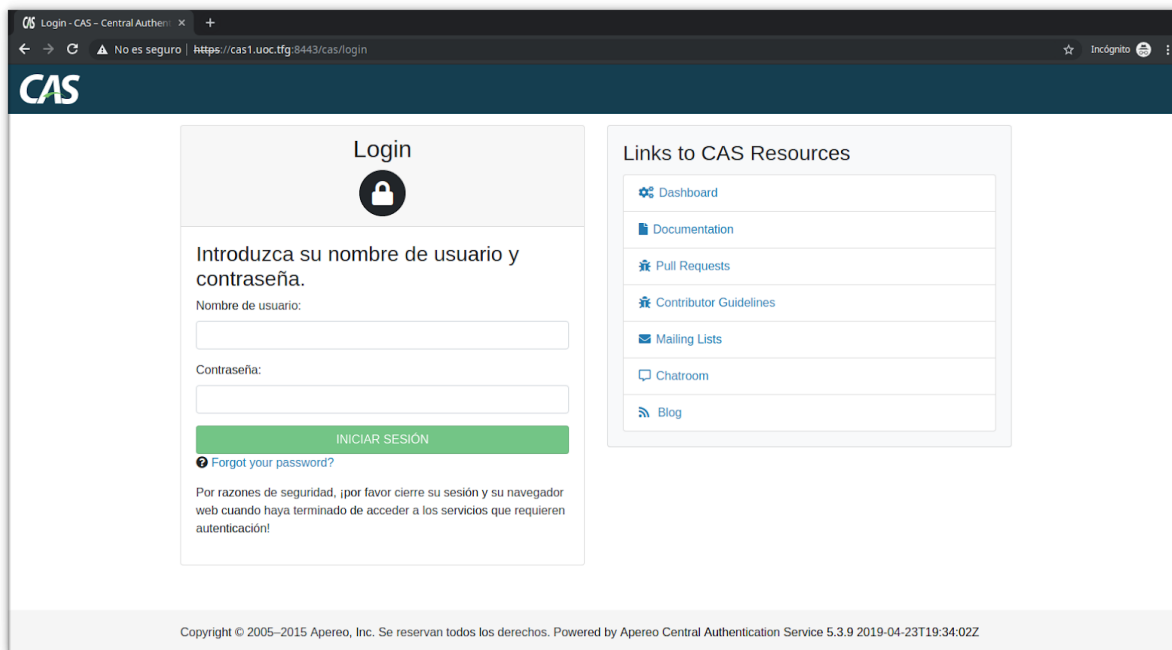 Login - CAS – Central Authent
No es seguro | https://cas1.uoc.tfg:8443/cas/login
Incógnito
CAS
Login
Introduzca su nombre de usuario y
contraseña.
Nombre de usuario:
Contraseña:
INICIAR SESIÓN
Forgot your password?
Por razones de seguridad, ¡por favor cierre su sesión y su navegador
web cuando haya terminado de acceder a los servicios que requieren
autenticación!
Links to CAS Resources
Dashboard
Documentation
Pull Requests
Contributor Guidelines
Mailing Lists
Chatroom
Blog
Copyright © 2005–2015 Apereo, Inc. Se reservan todos los derechos. Powered by Apereo Central Authentication Service 5.3.9 2019-04-23T19:34:02Z